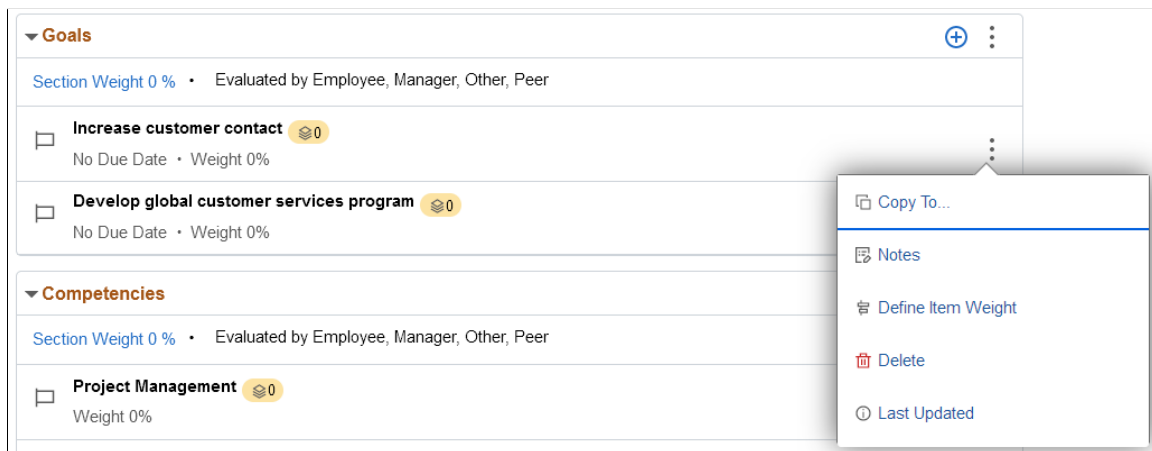 Goals
Section Weight 0 % • Evaluated by Employee, Manager, Other, Peer
Increase customer contact 0
No Due Date • Weight 0%
Develop global customer services program 0
No Due Date • Weight 0%
Copy To...
Notes
Define Item Weight
Delete
Last Updated
Competencies
Section Weight 0 % • Evaluated by Employee, Manager, Other, Peer
Project Management 0
Weight 0%